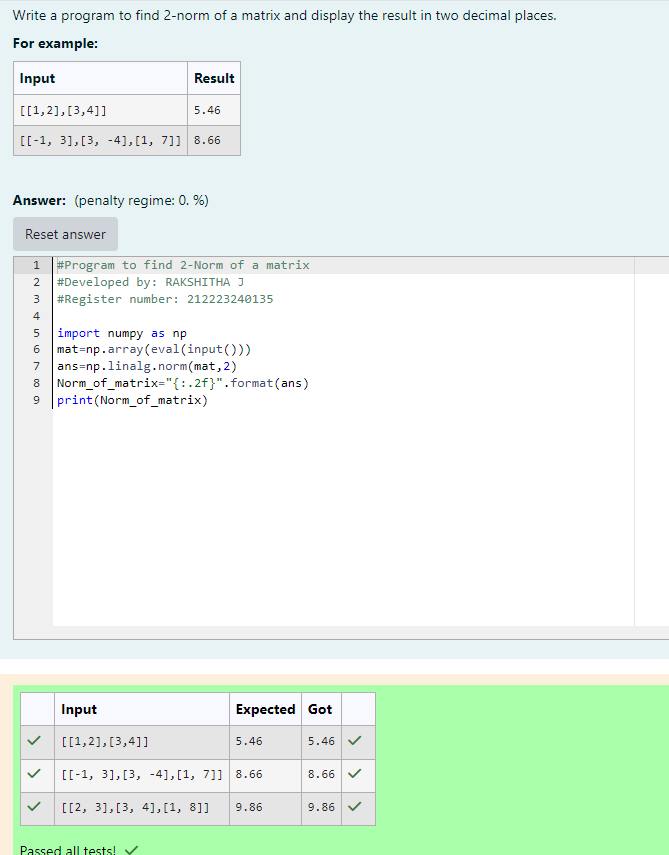 Write a program to find 2-norm of a matrix and display the result in two decimal places.
For example:
Input Result
[[1,2],[3,4]] 5.46
[[-1, 3],[3, -4],[1, 7]] 8.66
Answer: (penalty regime: 0. %)
Reset answer
1 #Program to find 2-Norm of a matrix
2 #Developed by: RAKSHITHA J
3 #Register number: 212223240135
4
5 import numpy as np
6 mat=np.array(eval(input()))
7 ans=np.linalg.norm(mat,2)
8 Norm_of_matrix="{:.2f}".format(ans)
9 print(Norm_of_matrix)
Input Expected Got
[[1,2],[3,4]] 5.46 5.46
[[-1, 3],[3, -4],[1, 7]] 8.66 8.66
[[2, 3],[3, 4],[1, 8]] 9.86 9.86
Passed all tests!